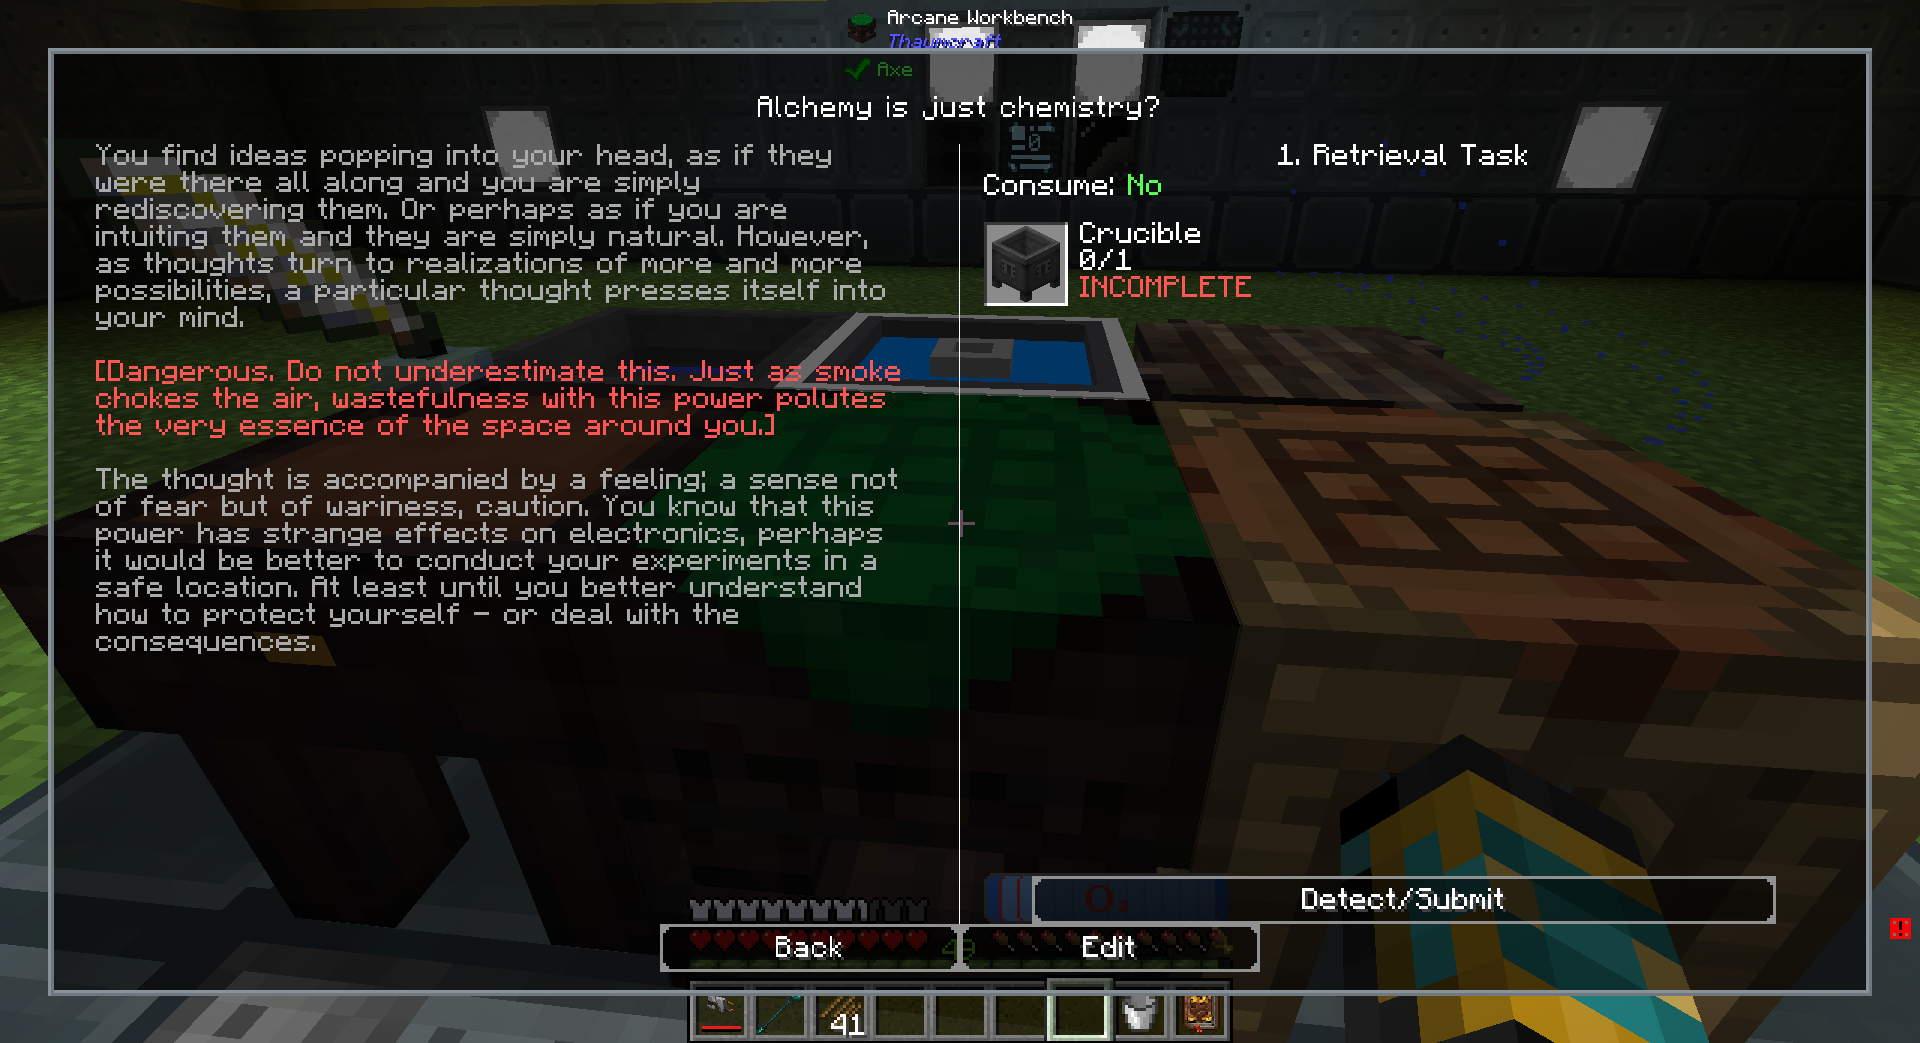 Arcane Workbench
Thaumcraft
Axe
Alchemy is just chemistry?
You find ideas popping into your head, as if they
were there all along and you are simply
rediscovering them. Or perhaps as if you are
intuiting them and they are simply natural. However,
as thoughts turn to realizations of more and more
possibilities, a particular thought presses itself into
your mind.
[Dangerous. Do not underestimate this. Just as smoke
chokes the air, wastefulness with this power polutes
the very essence of the space around you.]
The thought is accompanied by a feeling; a sense not
of fear but of wariness, caution. You know that this
power has strange effects on electronics, perhaps
it would be better to conduct your experiments in a
safe location. At least until you better understand
how to protect yourself - or deal with the
consequences.
1. Retrieval Task
Consume: No
Crucible
0/1
INCOMPLETE
0
O₂
Detect/Submit
Back
49
Edit
41